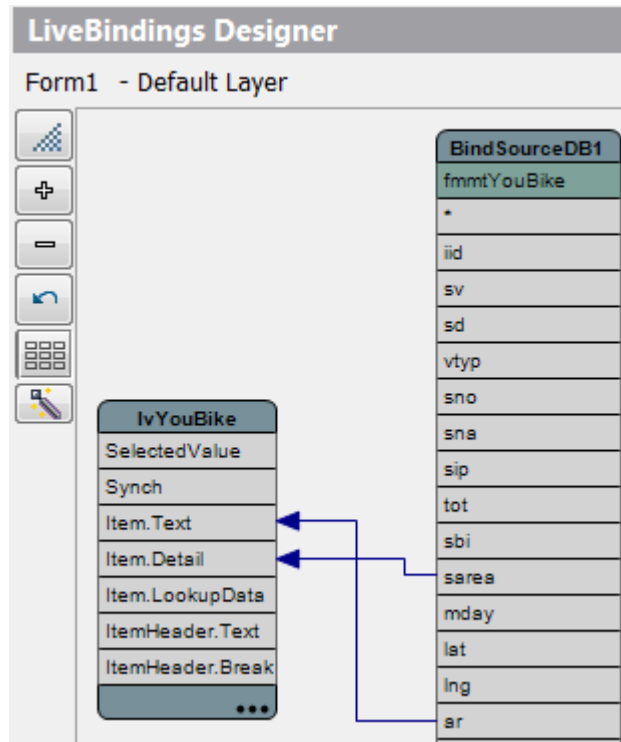 LiveBindings Designer
Form1 - Default Layer
lvYouBike
SelectedValue
Synch
Item.Text
Item.Detail
Item.LookupData
ItemHeader.Text
ItemHeader.Break
BindSourceDB1
fmmtYouBike
*
iid
sv
sd
vtyp
sno
sna
sip
tot
sbi
sarea
mday
lat
lng
ar